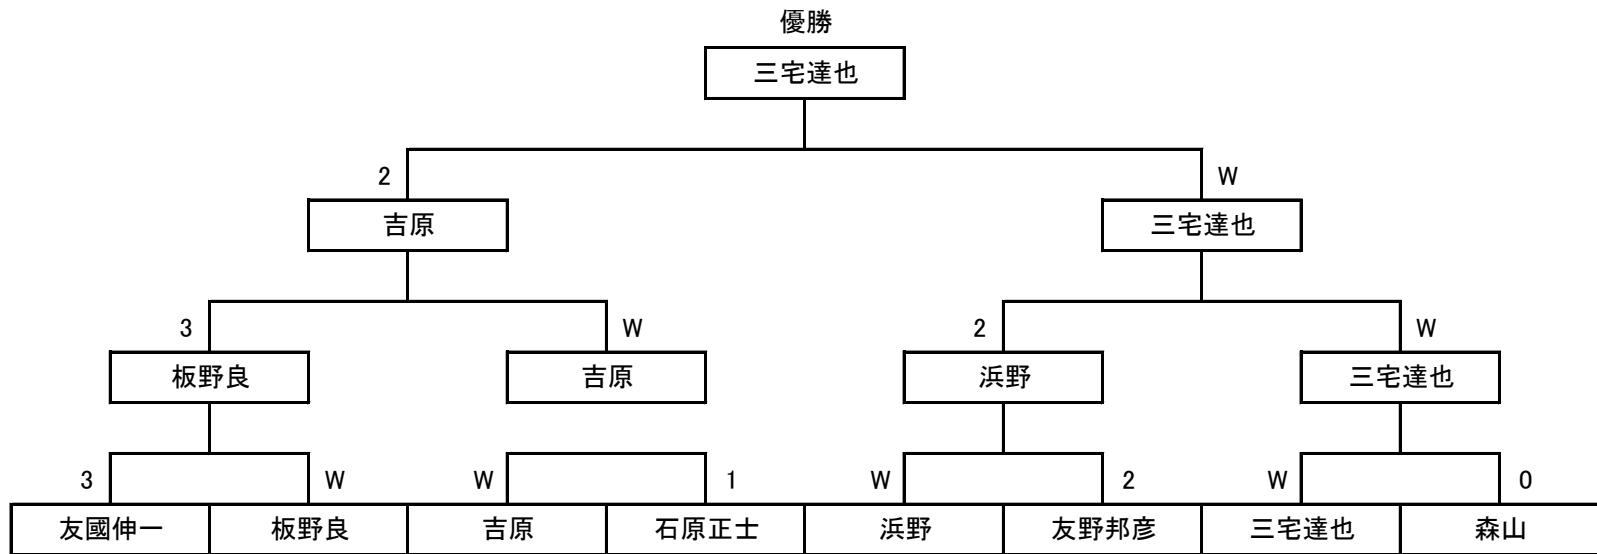 優勝
三宅達也
2 W
吉原 三宅達也
3 W 2 W
板野良 吉原 浜野 三宅達也
3 W W 1 W 2 W 0
友國伸一 板野良 吉原 石原正士 浜野 友野邦彦 三宅達也 森山